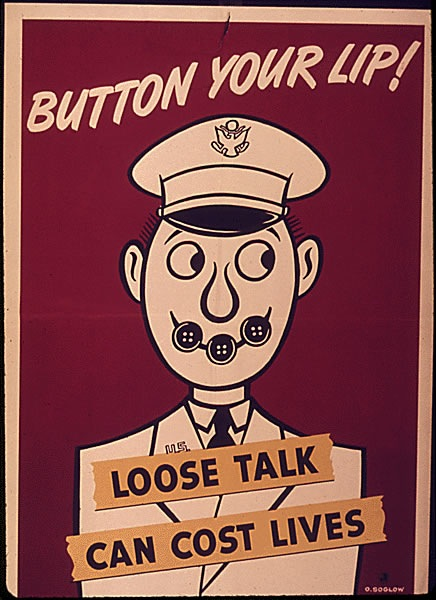 BUTTON YOUR LIP!
U.S.
LOOSE TALK
CAN COST LIVES
O. SOGLOW